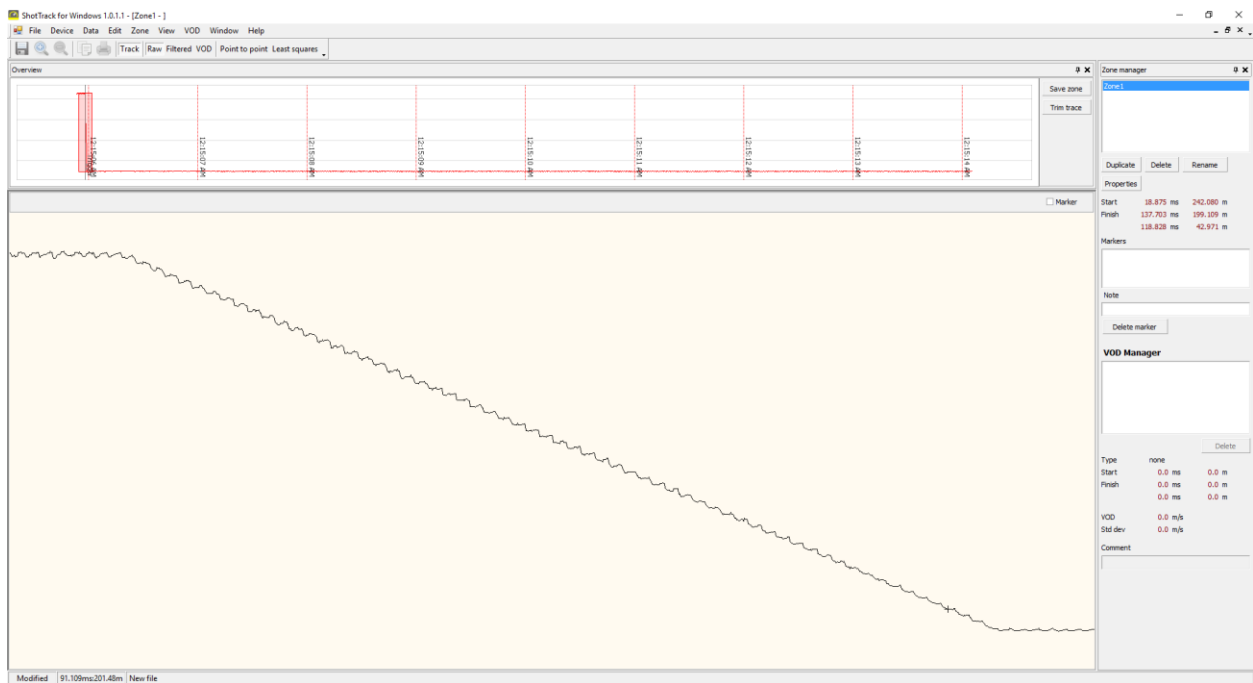 ShotTrack for Windows 1.0.1.1 - [Zone1 - ]
File Device Data Edit Zone View VOD Window Help
Track Raw Filtered VOD Point to point Least squares
Overview
Save zone
Trim trace
12:15:07 AM
12:15:08 AM
12:15:09 AM
12:15:10 AM
12:15:11 AM
12:15:12 AM
12:15:13 AM
12:15:14 AM
Marker
Zone manager
Zone1
Duplicate Delete Rename
Properties
Start 18.875 ms 242.080 m
Finish 137.703 ms 199.109 m
118.828 ms 42.971 m
Markers
Note
Delete marker
VOD Manager
Delete
Type none
Start 0.0 ms 0.0 m
Finish 0.0 ms 0.0 m
0.0 ms 0.0 m
VOD 0.0 m/s
Std dev 0.0 m/s
Comment
Modified 91.109ms:201.48m New file